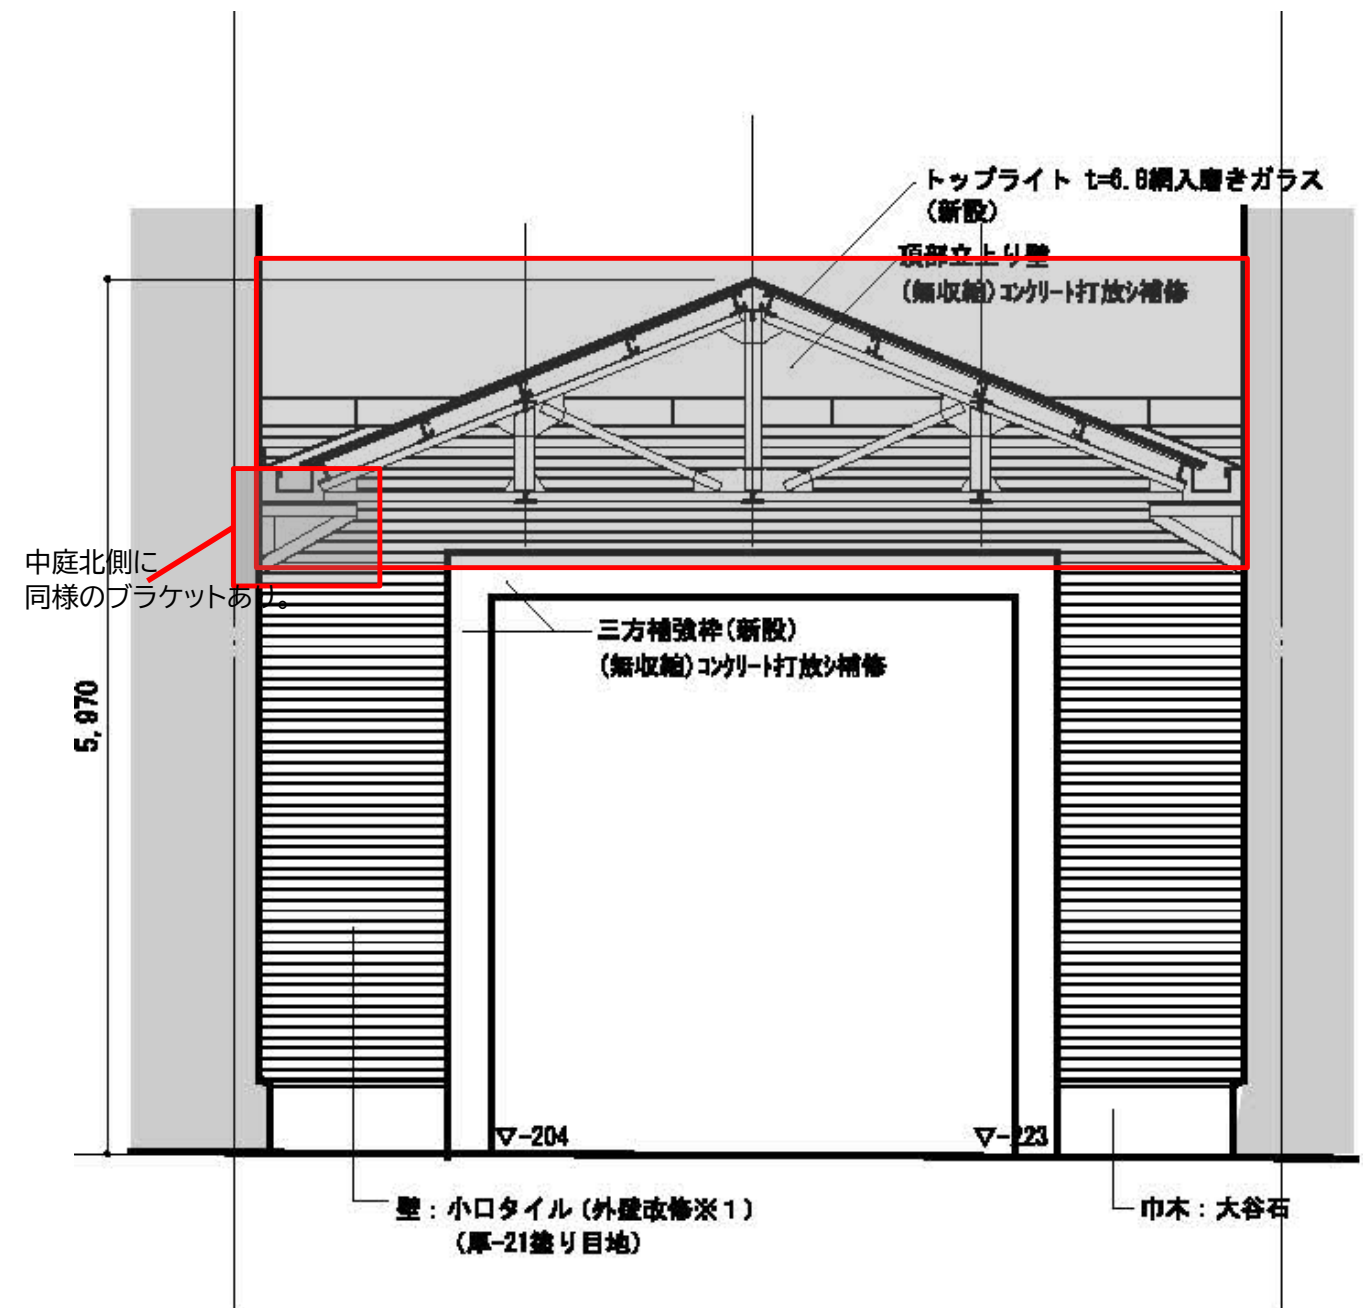 トップライト t=6.8網入磨きガラス
(新設)
頂部立上り壁
(無収縮)コンクリート打放シ補修
中庭北側に
同様のブラケットあり。
三方補強枠(新設)
(無収縮)コンクリート打放シ補修
5,970
▽-204
▽-223
壁:小口タイル(外壁改修※1)
(厚-21塗り目地)
巾木:大谷石